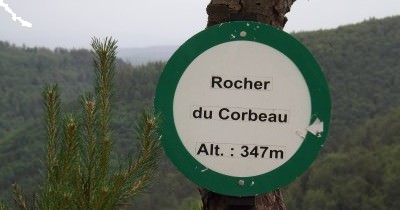 Rocher
du Corbeau
Alt. : 347m